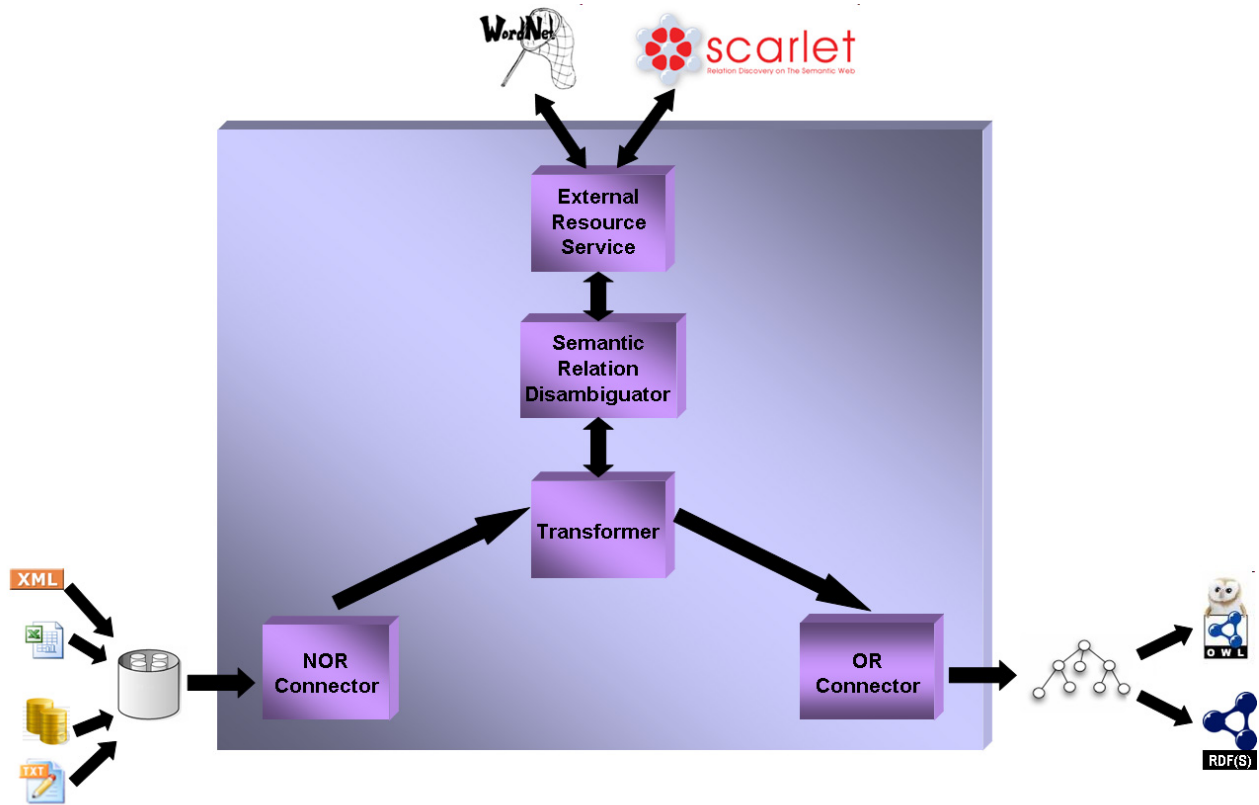 WordNet
scarlet
Relation Discovery on The Semantic Web
External
Resource
Service
Semantic
Relation
Disambiguator
Transformer
XML
NOR
Connector
OR
Connector
OWL
TXT
RDF(S)